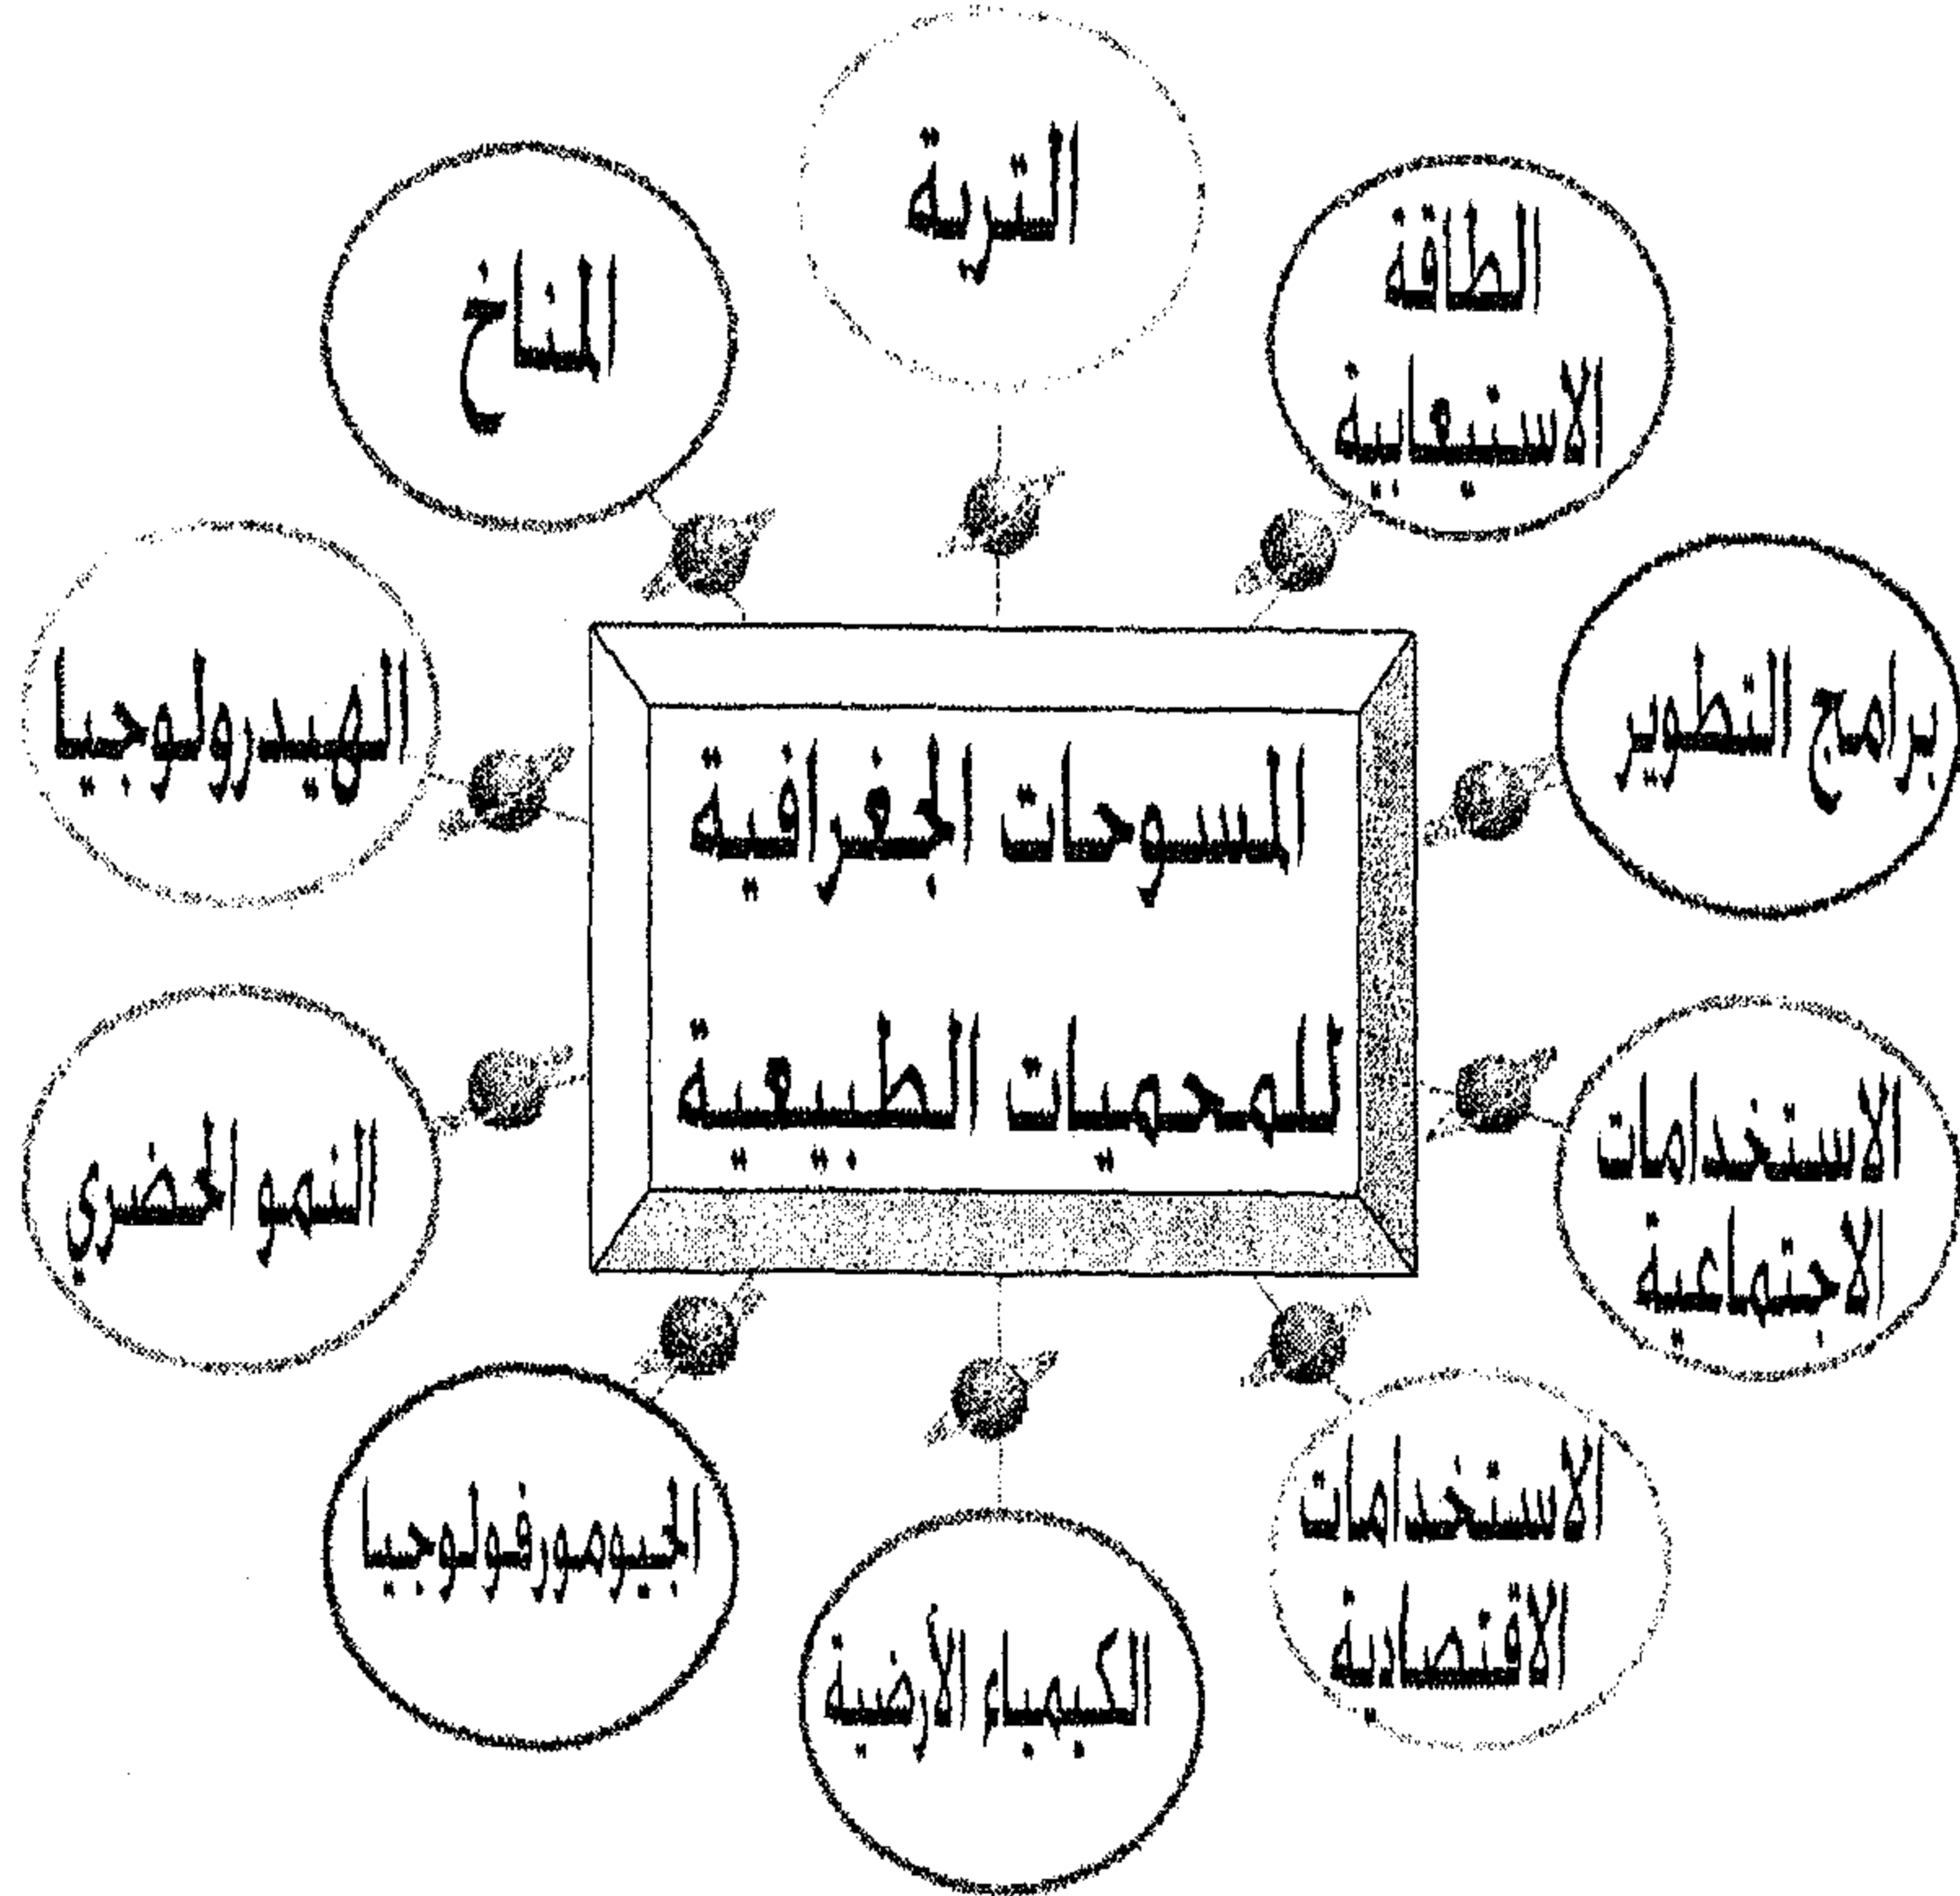 التربة
الطاقة
الاستيعابية
المناخ
برامج التطوير
الهيدرولوجيا
المسوحات الجغرافية
للمحميات الطبيعية
الاستخدامات
الاجتماعية
النمو الحضري
الاستخدامات
الاقتصادية
الجيومورفولوجيا
الكيمياء الأرضية